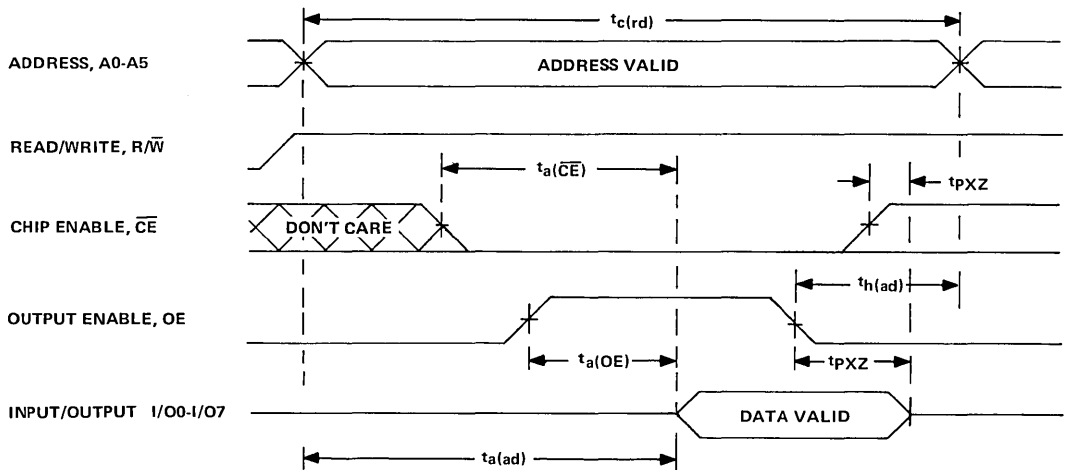 tc(rd)
ADDRESS, A0-A5
ADDRESS VALID
READ/WRITE, R/W̅
ta(C̅E̅)
tPXZ
CHIP ENABLE, C̅E̅
DON'T CARE
th(ad)
OUTPUT ENABLE, OE
ta(OE)
tPXZ
INPUT/OUTPUT I/O0-I/O7
DATA VALID
ta(ad)